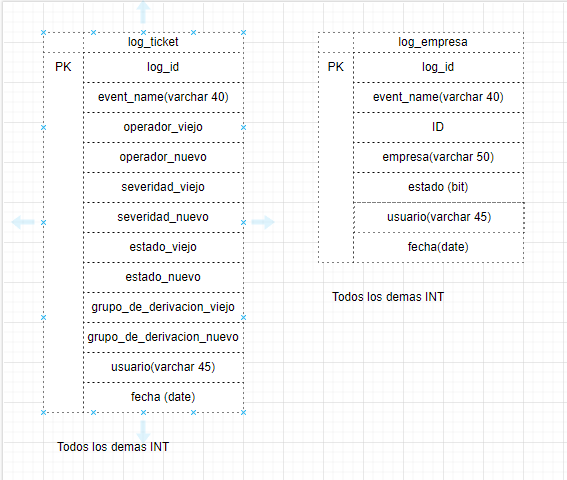 log_ticket
PK log_id
event_name(varchar 40)
operador_viejo
operador_nuevo
severidad_viejo
severidad_nuevo
estado_viejo
estado_nuevo
grupo_de_derivacion_viejo
grupo_de_derivacion_nuevo
usuario(varchar 45)
fecha (date)
Todos los demas INT
log_empresa
PK log_id
event_name(varchar 40)
ID
empresa(varchar 50)
estado (bit)
usuario(varchar 45)
fecha(date)
Todos los demas INT